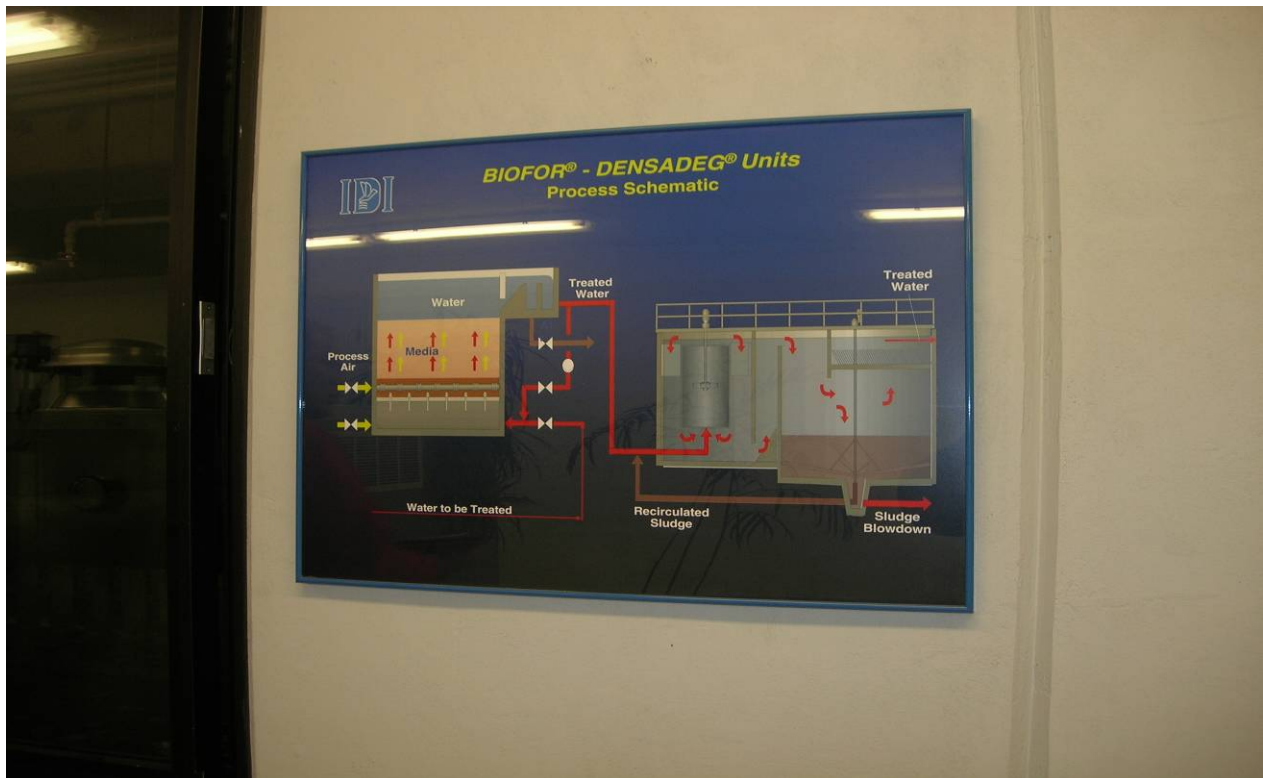 BIOFOR® - DENSADEG® Units
Process Schematic
IDI
Treated
Water
Treated
Water
Water
Media
Process
Air
Water to be Treated
Recirculated
Sludge
Sludge
Blowdown